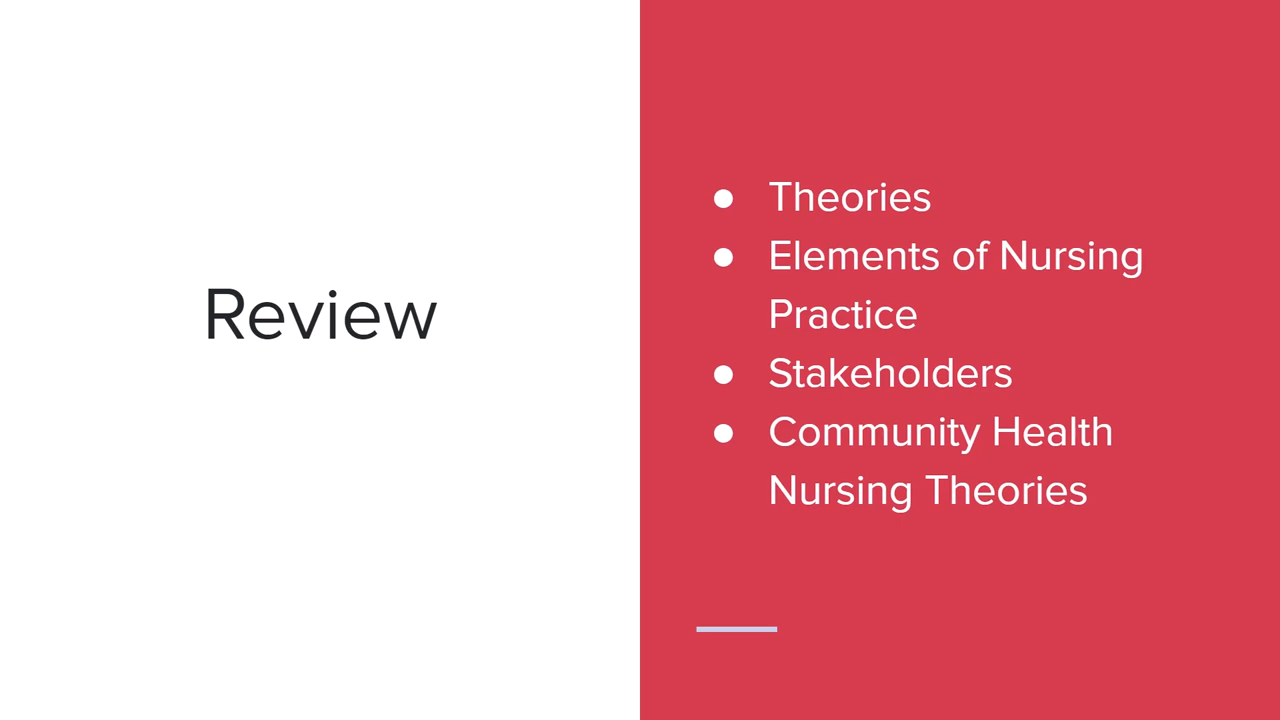 Review
● Theories
● Elements of Nursing
Practice
● Stakeholders
● Community Health
Nursing Theories